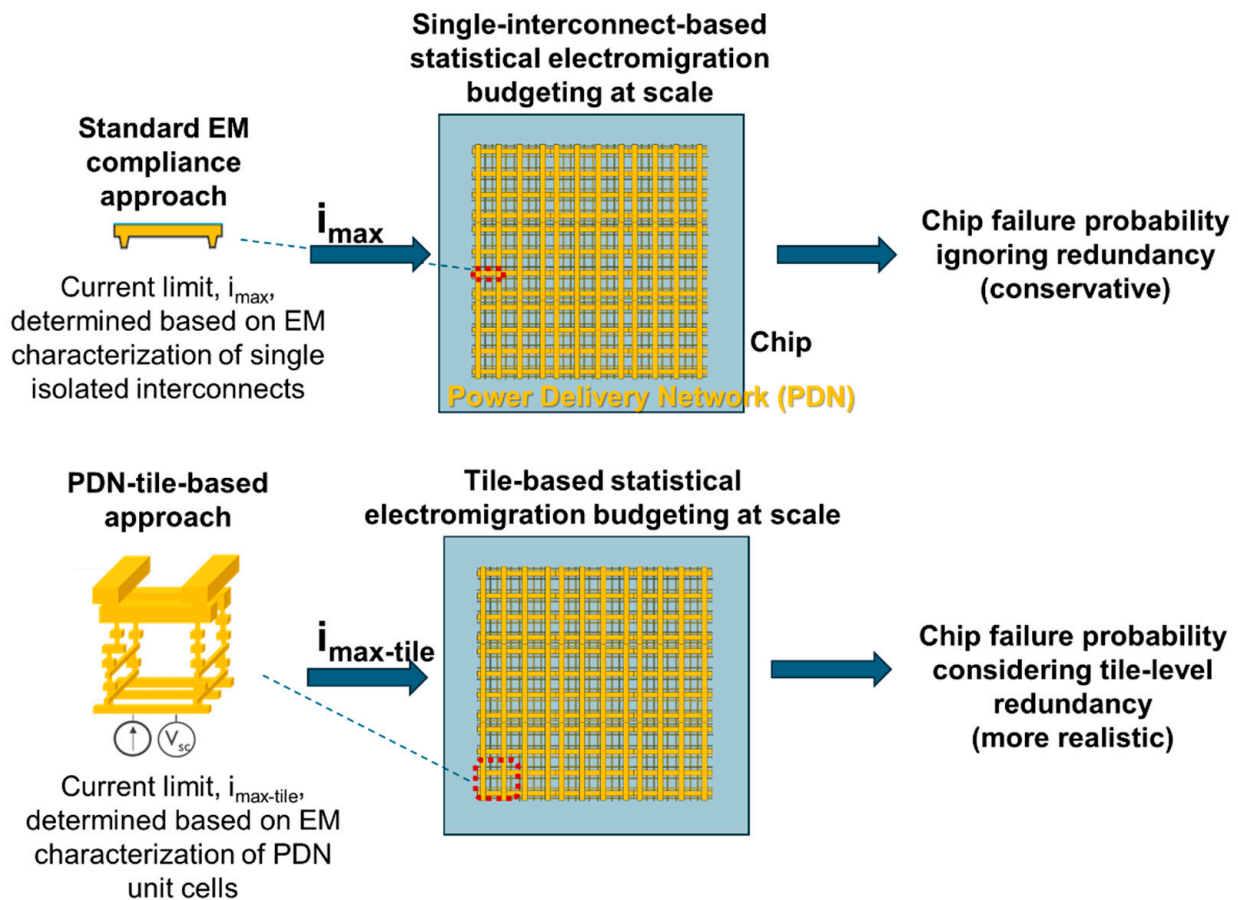 Single-interconnect-based
statistical electromigration
budgeting at scale
Standard EM
compliance
approach
Current limit, imax,
determined based on EM
characterization of single
isolated interconnects
imax
Chip
Power Delivery Network (PDN)
Chip failure probability
ignoring redundancy
(conservative)
PDN-tile-based
approach
Vsc
Current limit, imax-tile,
determined based on EM
characterization of PDN
unit cells
imax-tile
Tile-based statistical
electromigration budgeting at scale
Chip failure probability
considering tile-level
redundancy
(more realistic)